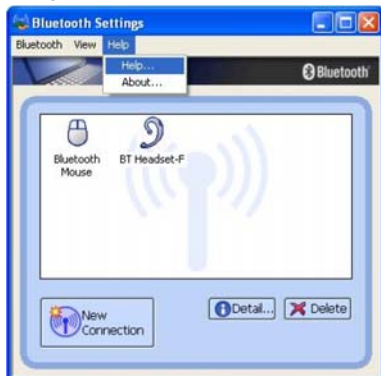 Bluetooth Settings
Bluetooth View Help
Help...
About...
Bluetooth
Bluetooth
Mouse
BT Headset-F
New
Connection
Detail...
Delete